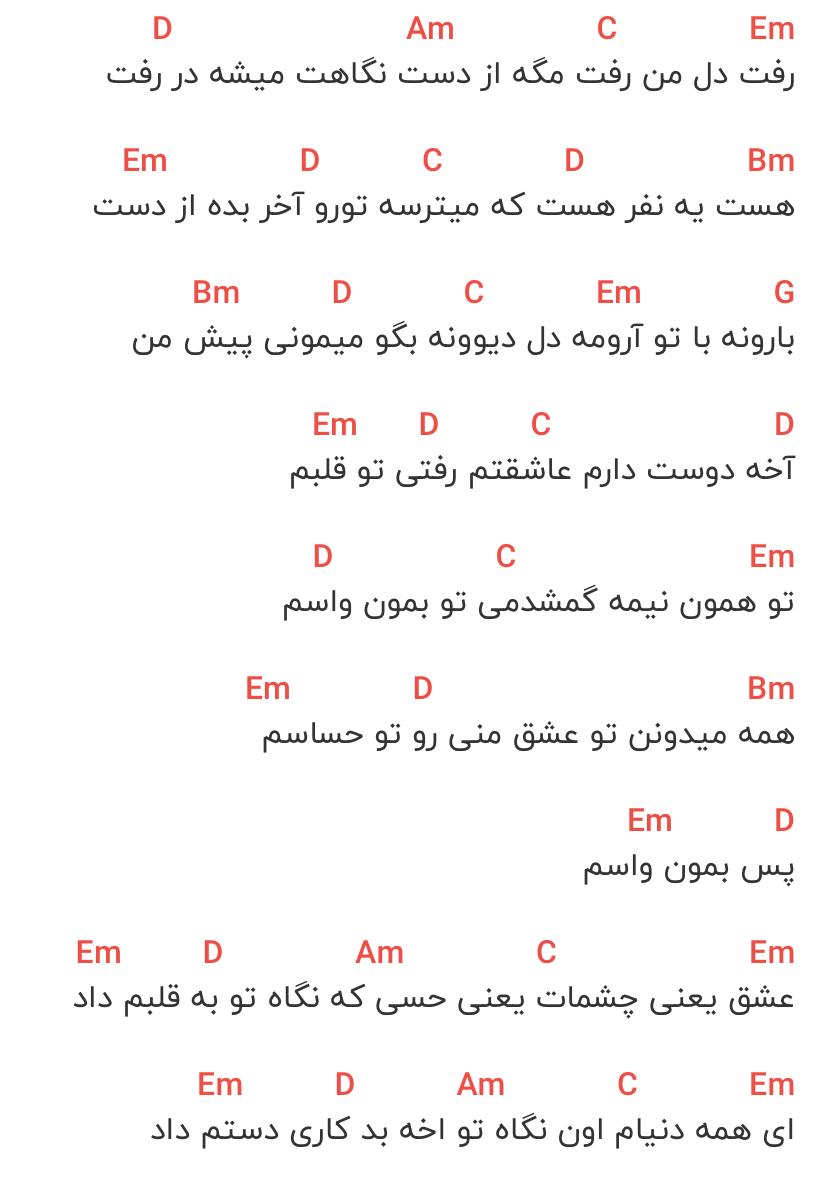 Em C Am D
رفت دل من رفت مگه از دست نگاهت میشه در رفت
Bm D C D Em
هست یه نفر هست که میترسه تورو آخر بده از دست
G Em C D Bm
بارونه با تو آرومه دل دیوونه بگو میمونی پیش من
D C D Em
آخه دوست دارم عاشقتم رفتی تو قلبم
Em C D
تو همون نیمه گمشدمی تو بمون واسم
Bm D Em
همه میدونن تو عشق منی رو تو حساسم
D Em
پس بمون واسم
Em C Am D Em
عشق یعنی چشمات یعنی حسی که نگاه تو به قلبم داد
Em C Am D Em
ای همه دنیام اون نگاه تو اخه بد کاری دستم داد